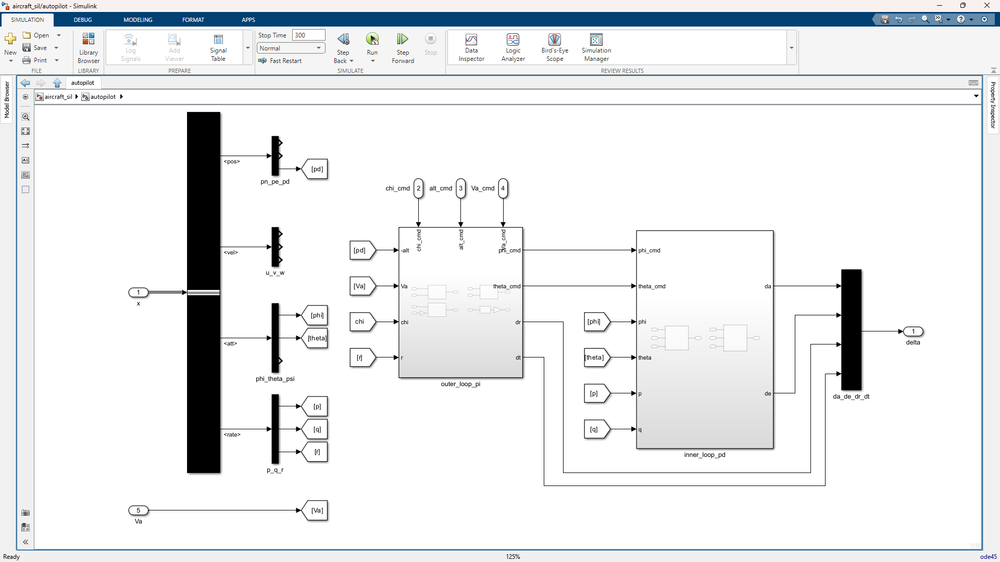 aircraft_sil/autopilot - Simulink
SIMULATION
DEBUG
MODELING
FORMAT
APPS
New
Open
Save
Print
FILE
Library
Browser
LIBRARY
Log
Signals
Add
Viewer
Signal
Table
PREPARE
Stop Time 300
Normal
Fast Restart
Step
Back
Run
Step
Forward
Stop
SIMULATE
Data
Inspector
Logic
Analyzer
Bird's-Eye
Scope
Simulation
Manager
REVIEW RESULTS
Model Browser
Property Inspector
autopilot
aircraft_sil
autopilot
1
x
<pos>
pn_pe_pd
[pd]
<vel>
u_v_w
<att>
phi_theta_psi
[phi]
[theta]
<rate>
p_q_r
[p]
[q]
[r]
5
Va
[Va]
chi_cmd 2
alt_cmd 3
Va_cmd 4
[pd]
[Va]
chi
[r]
chi_cmd
alt_cmd
Va_cmd
-alt
Va
chi
r
phi_cmd
theta_cmd
dr
dt
outer_loop_pi
[phi]
[theta]
[p]
[q]
phi_cmd
theta_cmd
phi
theta
p
q
da
de
inner_loop_pd
da_de_dr_dt
1
delta
Ready
125%
ode45